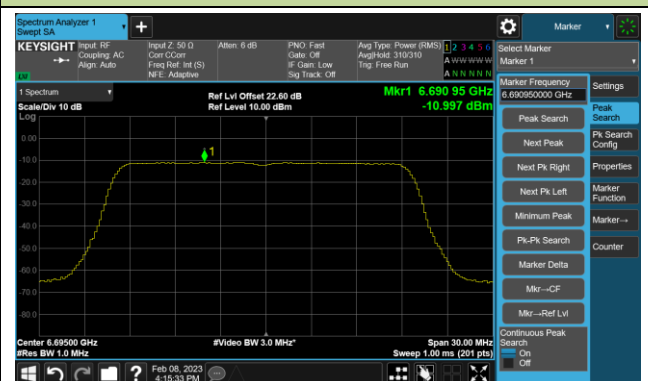 Spectrum Analyzer 1
Swept SA
+
Marker
KEYSIGHT Input: RF Input Z: 50 Ω Atten: 6 dB PNO: Fast Avg Type: Power (RMS) 1 2 3 4 5 6
Coupling: AC Corr CCorr Gate: Off Avg|Hold: 310/310 A W W W W W
Align: Auto Freq Ref: Int (S) IF Gain: Low Trig: Free Run
NFE: Adaptive Sig Track: Off A N N N N N
LV
Select Marker
Marker 1
1 Spectrum
Scale/Div 10 dB
Ref Lvl Offset 22.60 dB
Ref Level 10.00 dBm
Mkr1 6.690 95 GHz
-10.997 dBm
Log
0.00
-10.0
-20.0
-30.0
-40.0
-50.0
-60.0
-70.0
-80.0
1
Center 6.69500 GHz
#Res BW 1.0 MHz
#Video BW 3.0 MHz*
Span 30.00 MHz
Sweep 1.00 ms (201 pts)
Marker Frequency
6.690950000 GHz
Peak Search
Next Peak
Next Pk Right
Next Pk Left
Minimum Peak
Pk-Pk Search
Marker Delta
Mkr→CF
Mkr→Ref Lvl
Continuous Peak
Search
On
Off
Settings
Peak
Search
Pk Search
Config
Properties
Marker
Function
Marker→
Counter
?
Feb 08, 2023
4:15:33 PM